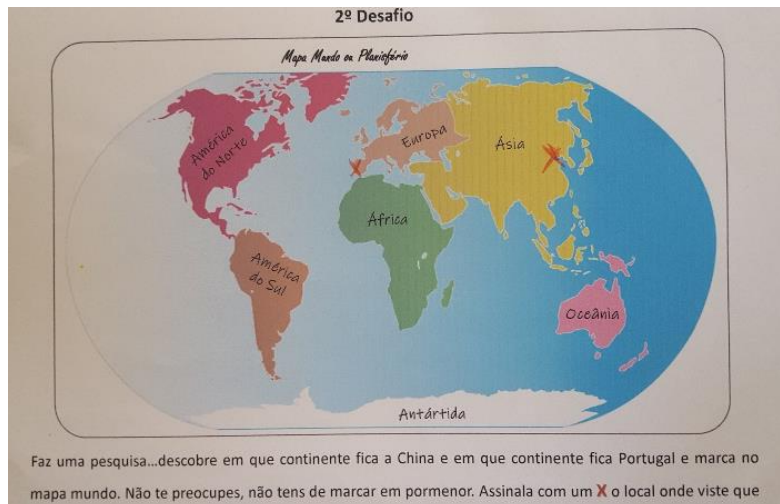 2º Desafio
Mapa Mundo ou Planisfério
América
do Norte
Europa
Ásia
África
América
do Sul
Oceânia
Antártida
Faz uma pesquisa...descobre em que continente fica a China e em que continente fica Portugal e marca no
mapa mundo. Não te preocupes, não tens de marcar em pormenor. Assinala com um X o local onde viste que